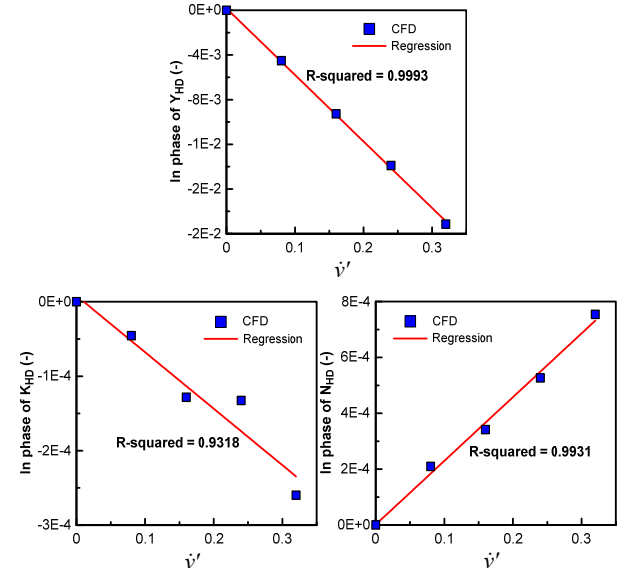 In phase of Y_HD (-)
0E+0
-4E-3
-8E-3
-1E-2
-2E-2
-2E-2
CFD
Regression
R-squared = 0.9993
0
0.1
0.2
0.3
v̇′
In phase of K_HD (-)
0E+0
-1E-4
-2E-4
-3E-4
CFD
Regression
R-squared = 0.9318
0
0.1
0.2
0.3
v̇′
In phase of N_HD (-)
8E-4
6E-4
4E-4
2E-4
0E+0
CFD
Regression
R-squared = 0.9931
0
0.1
0.2
0.3
v̇′